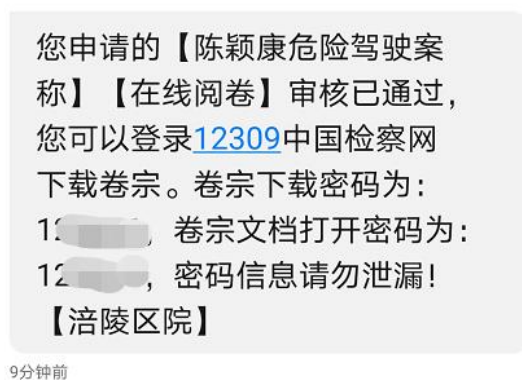 您申请的【陈颖康危险驾驶案
称】【在线阅卷】审核已通过，
您可以登录12309中国检察网
下载卷宗。卷宗下载密码为：
12 ，卷宗文档打开密码为：
12 ，密码信息请勿泄漏！
【涪陵区院】
9分钟前